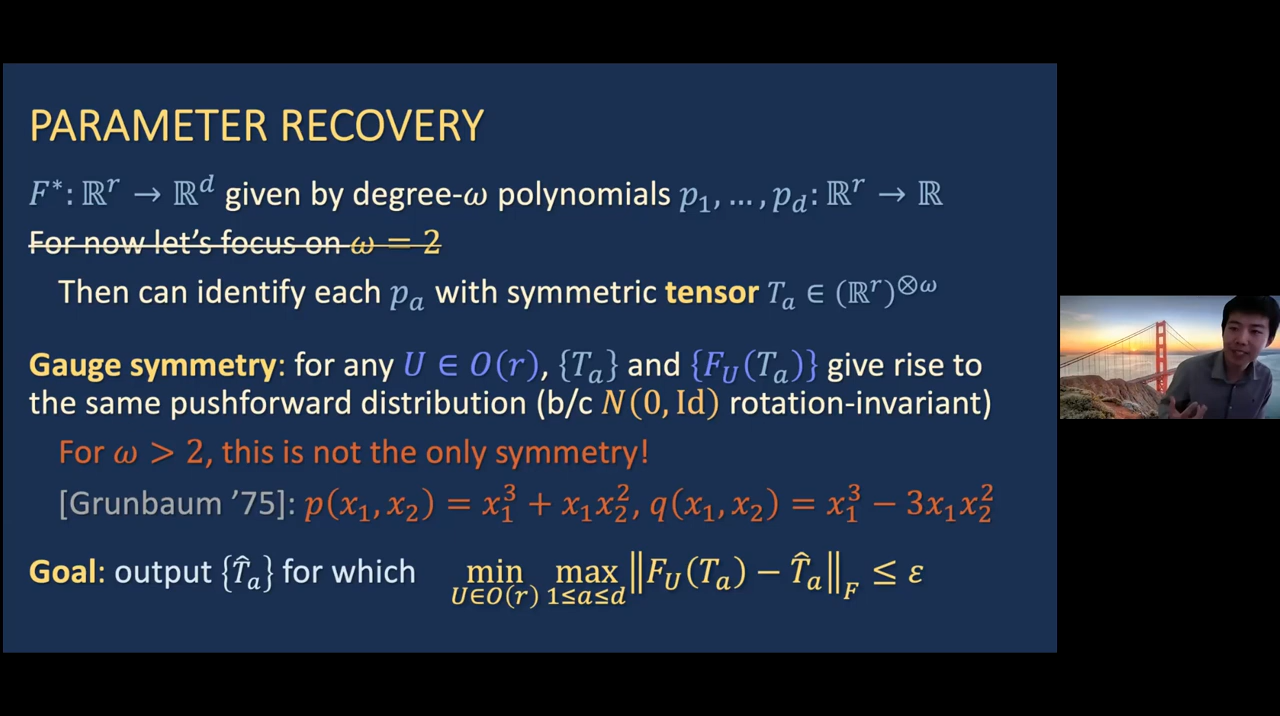 PARAMETER RECOVERY
F*: ℝ^r → ℝ^d given by degree-ω polynomials p_1, …, p_d: ℝ^r → ℝ
For now let's focus on ω = 2
Then can identify each p_a with symmetric tensor T_a ∈ (ℝ^r)^{⊗ω}
Gauge symmetry: for any U ∈ O(r), {T_a} and {F_U(T_a)} give rise to
the same pushforward distribution (b/c N(0, Id) rotation-invariant)
For ω > 2, this is not the only symmetry!
[Grunbaum '75]: p(x_1, x_2) = x_1^3 + x_1x_2^2, q(x_1, x_2) = x_1^3 − 3x_1x_2^2
Goal: output {T̂_a} for which min_{U∈O(r)} max_{1≤a≤d} ‖F_U(T_a) − T̂_a‖_F ≤ ε